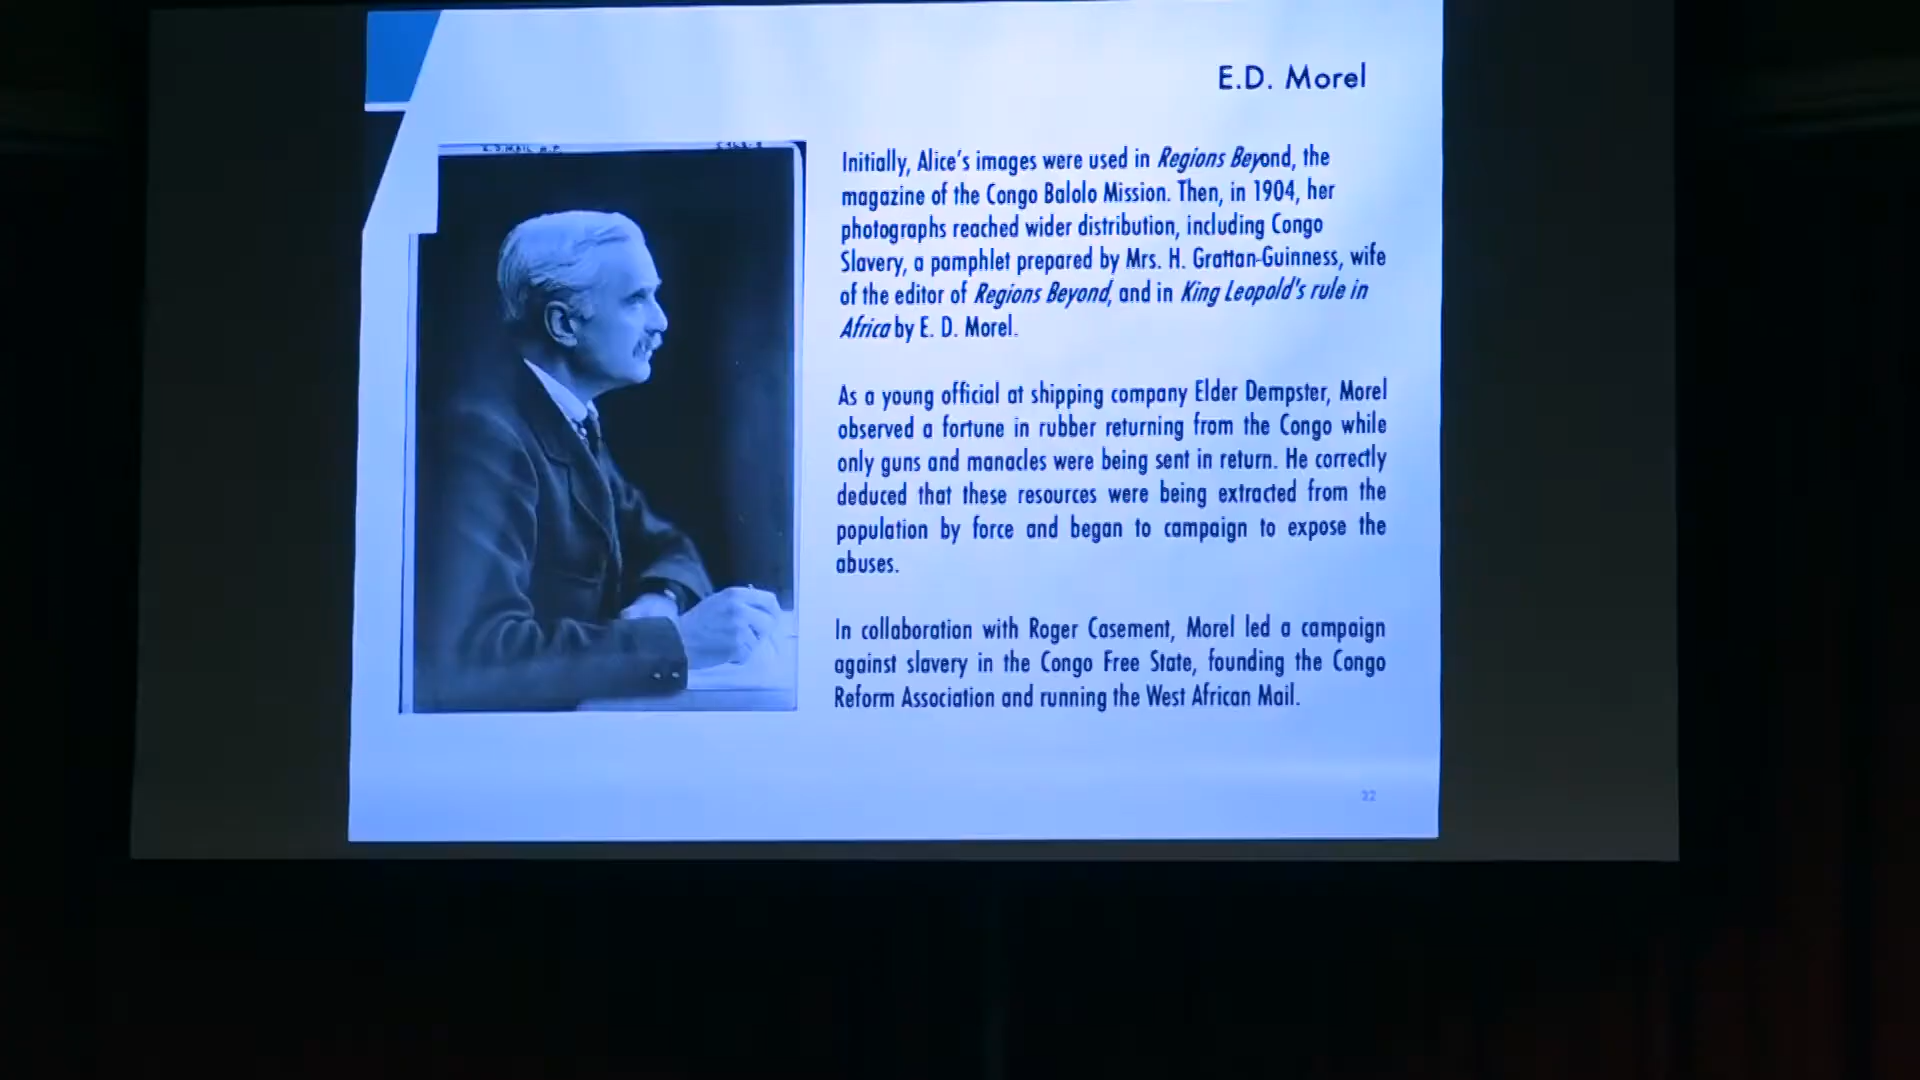 E.D. Morel
Initially, Alice's images were used in Regions Beyond, the
magazine of the Congo Balolo Mission. Then, in 1904, her
photographs reached wider distribution, including Congo
Slavery, a pamphlet prepared by Mrs. H. Grattan-Guinness, wife
of the editor of Regions Beyond, and in King Leopold's rule in
Africa by E. D. Morel.
As a young official at shipping company Elder Dempster, Morel
observed a fortune in rubber returning from the Congo while
only guns and manacles were being sent in return. He correctly
deduced that these resources were being extracted from the
population by force and began to campaign to expose the
abuses.
In collaboration with Roger Casement, Morel led a campaign
against slavery in the Congo Free State, founding the Congo
Reform Association and running the West African Mail.
22